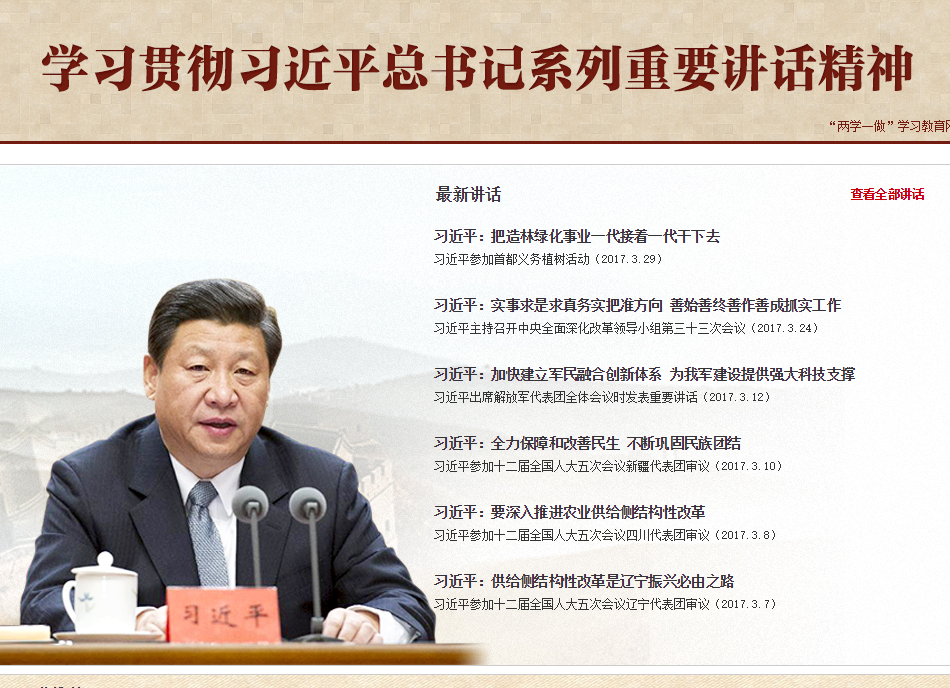 学习贯彻习近平总书记系列重要讲话精神
“两学一做”学习教育
最新讲话
查看全部讲话
习近平：把造林绿化事业一代接着一代干下去
习近平参加首都义务植树活动（2017.3.29）
习近平：实事求是求真务实把准方向 善始善终善作善成抓实工作
习近平主持召开中央全面深化改革领导小组第三十三次会议（2017.3.24）
习近平：加快建立军民融合创新体系 为我军建设提供强大科技支撑
习近平出席解放军代表团全体会议时发表重要讲话（2017.3.12）
习近平：全力保障和改善民生 不断巩固民族团结
习近平参加十二届全国人大五次会议新疆代表团审议（2017.3.10）
习近平：要深入推进农业供给侧结构性改革
习近平参加十二届全国人大五次会议四川代表团审议（2017.3.8）
习近平：供给侧结构性改革是辽宁振兴必由之路
习近平参加十二届全国人大五次会议辽宁代表团审议（2017.3.7）
习近平